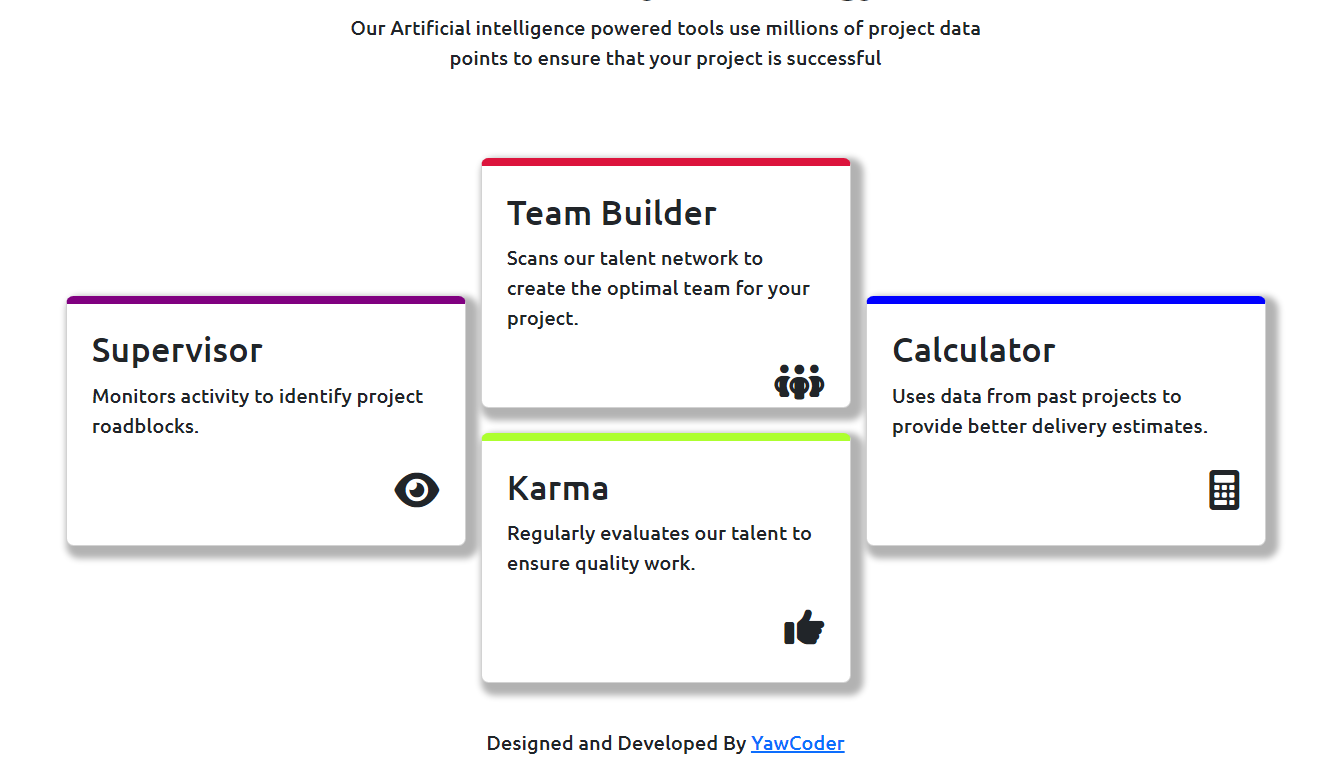 Our Artificial intelligence powered tools use millions of project data
points to ensure that your project is successful
Team Builder
Scans our talent network to
create the optimal team for your
project.
Supervisor
Monitors activity to identify project
roadblocks.
Calculator
Uses data from past projects to
provide better delivery estimates.
Karma
Regularly evaluates our talent to
ensure quality work.
Designed and Developed By YawCoder